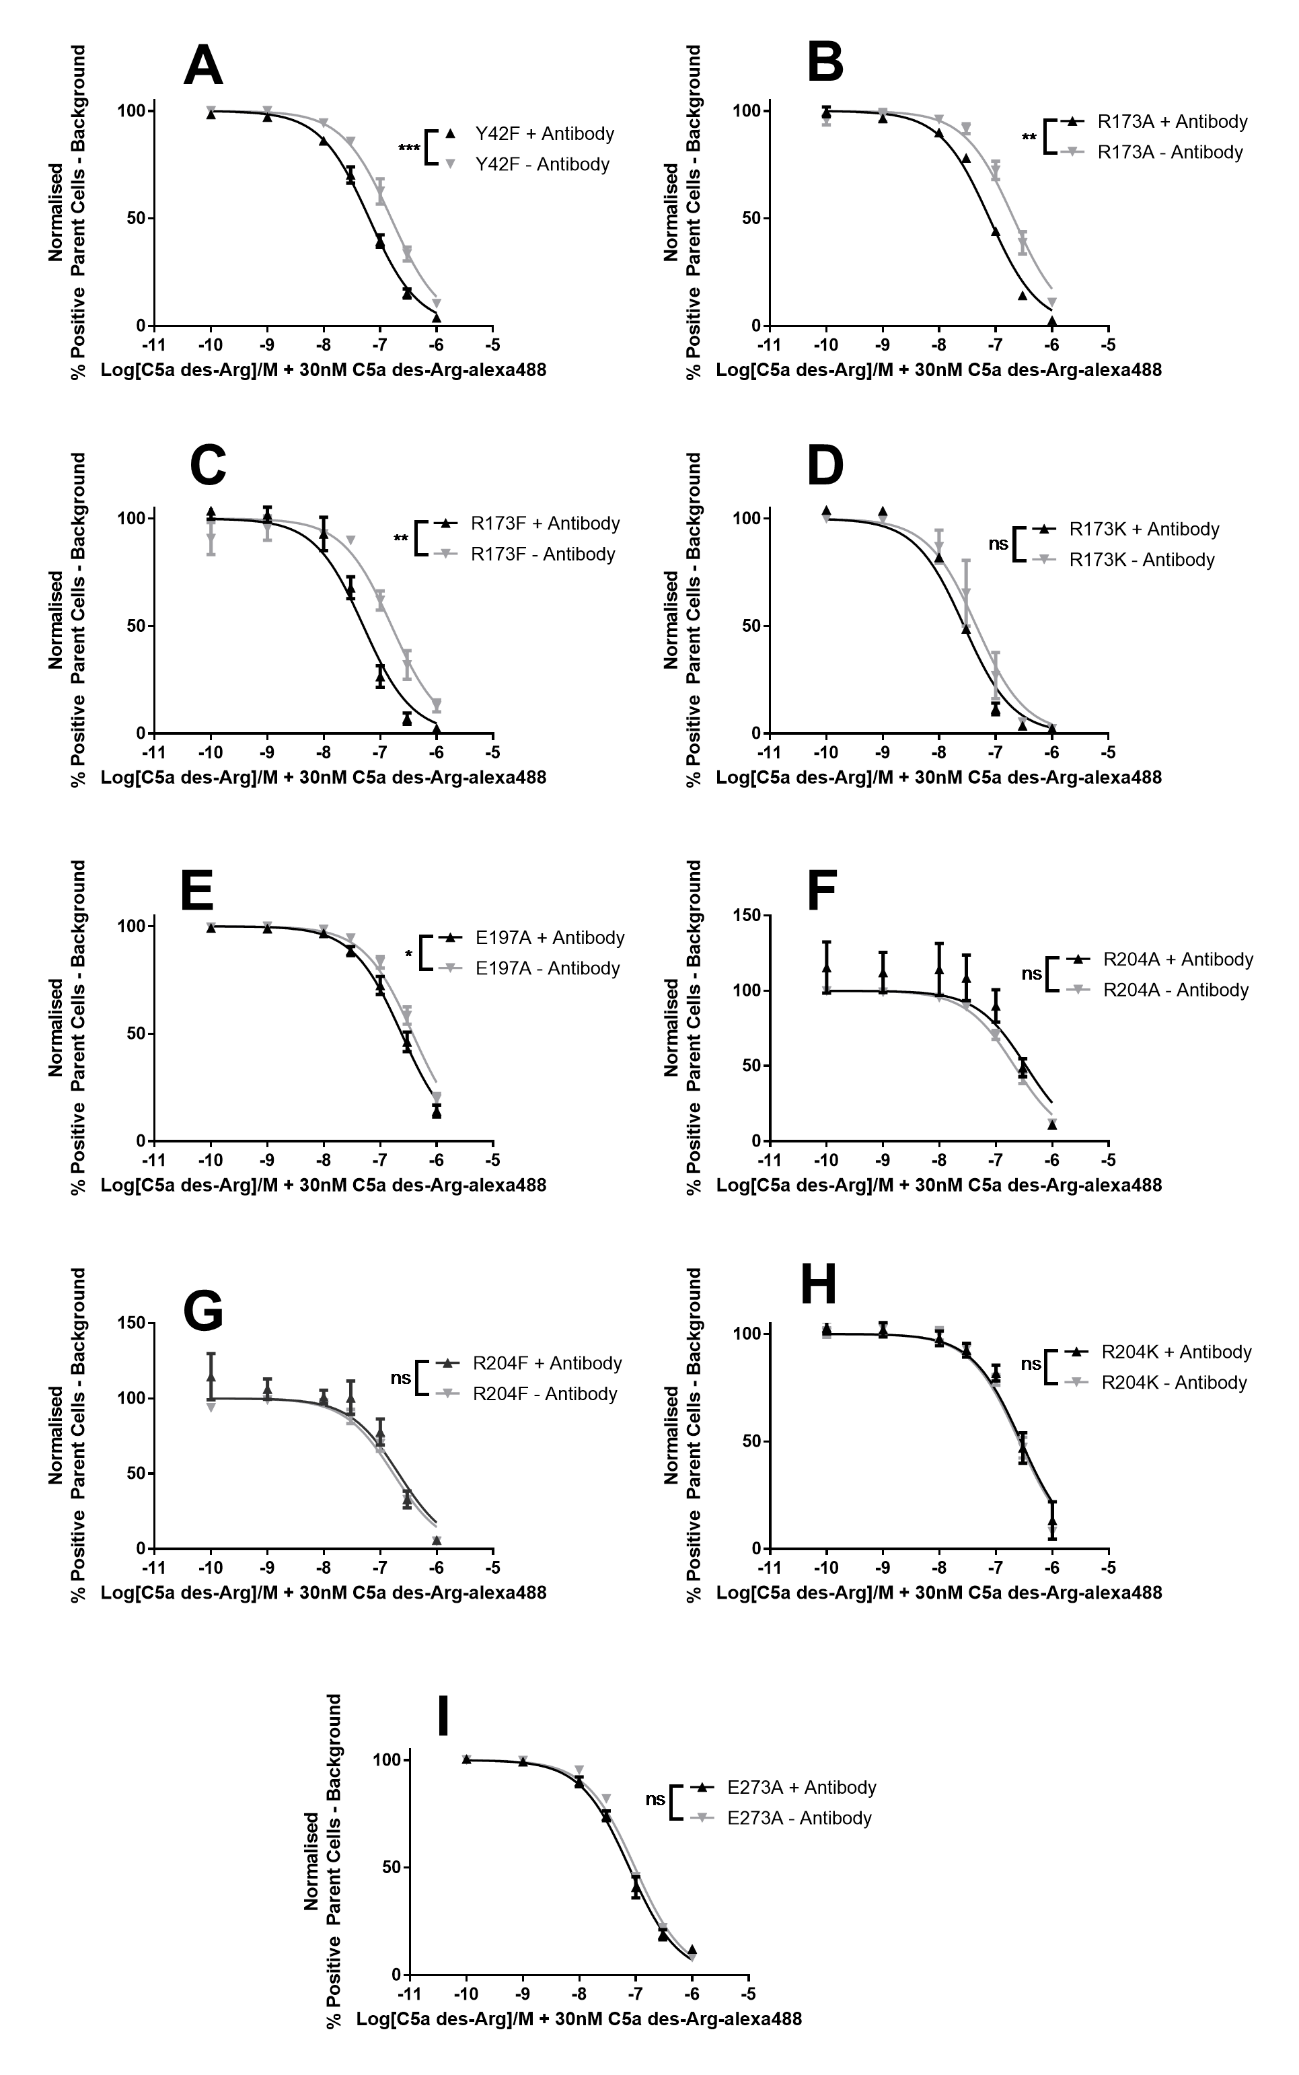 A
Normalised
% Positive Parent Cells - Background
100
50
0
-11 -10 -9 -8 -7 -6 -5
Log[C5a des-Arg]/M + 30nM C5a des-Arg-alexa488
***
Y42F + Antibody
Y42F - Antibody
B
Normalised
% Positive Parent Cells - Background
100
50
0
-11 -10 -9 -8 -7 -6 -5
Log[C5a des-Arg]/M + 30nM C5a des-Arg-alexa488
**
R173A + Antibody
R173A - Antibody
C
Normalised
% Positive Parent Cells - Background
100
50
0
-11 -10 -9 -8 -7 -6 -5
Log[C5a des-Arg]/M + 30nM C5a des-Arg-alexa488
**
R173F + Antibody
R173F - Antibody
D
Normalised
% Positive Parent Cells - Background
100
50
0
-11 -10 -9 -8 -7 -6 -5
Log[C5a des-Arg]/M + 30nM C5a des-Arg-alexa488
ns
R173K + Antibody
R173K - Antibody
E
Normalised
% Positive Parent Cells - Background
100
50
0
-11 -10 -9 -8 -7 -6 -5
Log[C5a des-Arg]/M + 30nM C5a des-Arg-alexa488
*
E197A + Antibody
E197A - Antibody
F
Normalised
% Positive Parent Cells - Background
150
100
50
0
-11 -10 -9 -8 -7 -6 -5
Log[C5a des-Arg]/M + 30nM C5a des-Arg-alexa488
ns
R204A + Antibody
R204A - Antibody
G
Normalised
% Positive Parent Cells - Background
150
100
50
0
-11 -10 -9 -8 -7 -6 -5
Log[C5a des-Arg]/M + 30nM C5a des-Arg-alexa488
ns
R204F + Antibody
R204F - Antibody
H
Normalised
% Positive Parent Cells - Background
100
50
0
-11 -10 -9 -8 -7 -6 -5
Log[C5a des-Arg]/M + 30nM C5a des-Arg-alexa488
ns
R204K + Antibody
R204K - Antibody
I
Normalised
% Positive Parent Cells - Background
100
50
0
-11 -10 -9 -8 -7 -6 -5
Log[C5a des-Arg]/M + 30nM C5a des-Arg-alexa488
ns
E273A + Antibody
E273A - Antibody